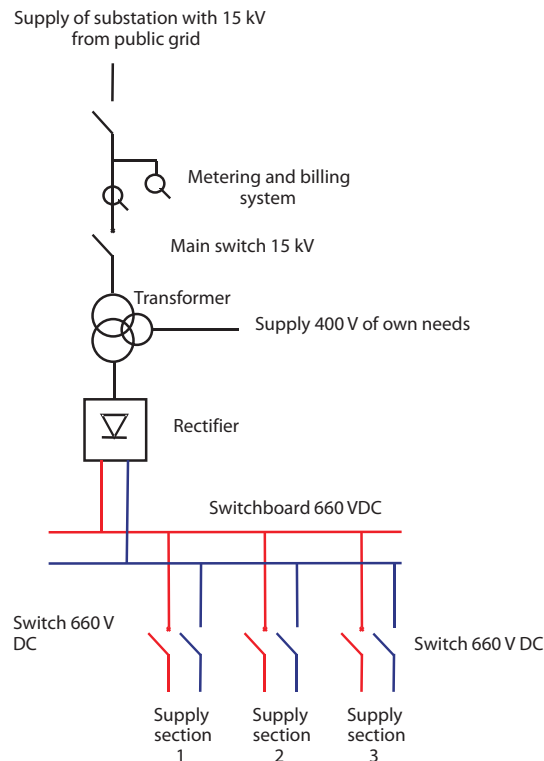 Supply of substation with 15 kV
from public grid
Metering and billing
system
Main switch 15 kV
Transformer
Supply 400 V of own needs
Rectifier
Switchboard 660 VDC
Switch 660 V
DC
Switch 660 V DC
Supply
section
1
Supply
section
2
Supply
section
3